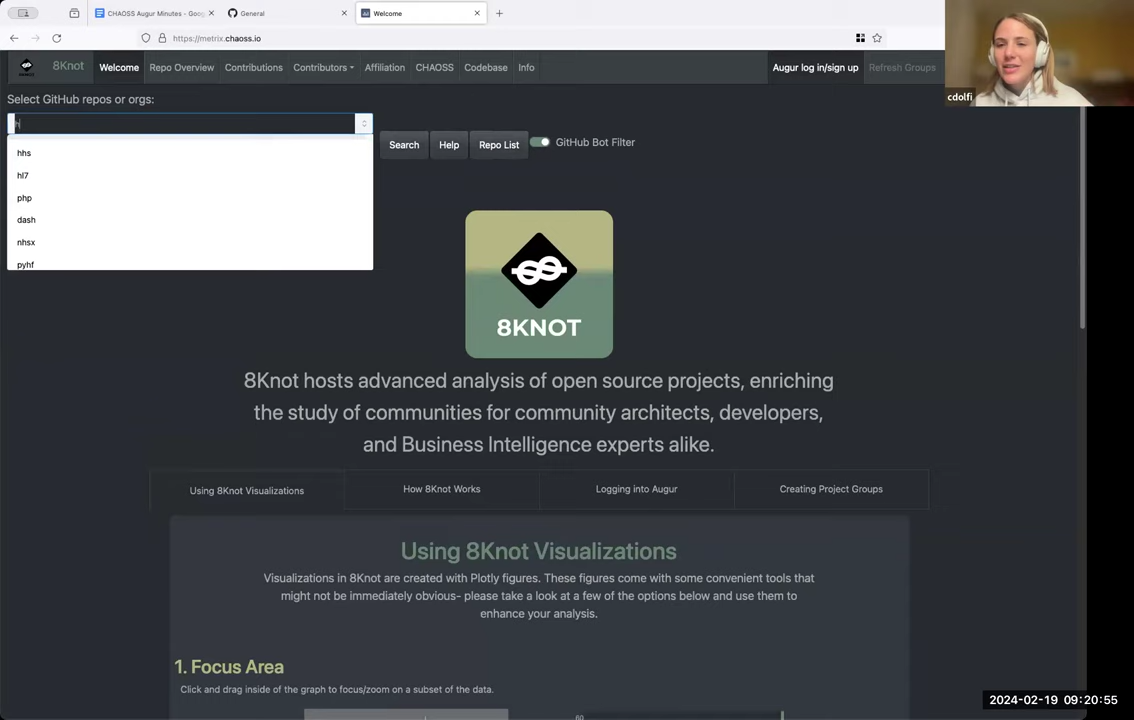 CHAOSS Augur Minutes - Goog
General
Welcome
https://metrix.chaoss.io
8Knot
Welcome
Repo Overview
Contributions
Contributors
Affiliation
CHAOSS
Codebase
Info
Augur log in/sign up
Refresh Groups
cdolfi
Select GitHub repos or orgs:
h
Search
Help
Repo List
GitHub Bot Filter
hhs
hl7
php
dash
nhsx
pyhf
8KNOT
8Knot hosts advanced analysis of open source projects, enriching
the study of communities for community architects, developers,
and Business Intelligence experts alike.
Using 8Knot Visualizations
How 8Knot Works
Logging into Augur
Creating Project Groups
Using 8Knot Visualizations
Visualizations in 8Knot are created with Plotly figures. These figures come with some convenient tools that
might not be immediately obvious- please take a look at a few of the options below and use them to
enhance your analysis.
1. Focus Area
Click and drag inside of the graph to focus/zoom on a subset of the data.
60
2024-02-19 09:20:55